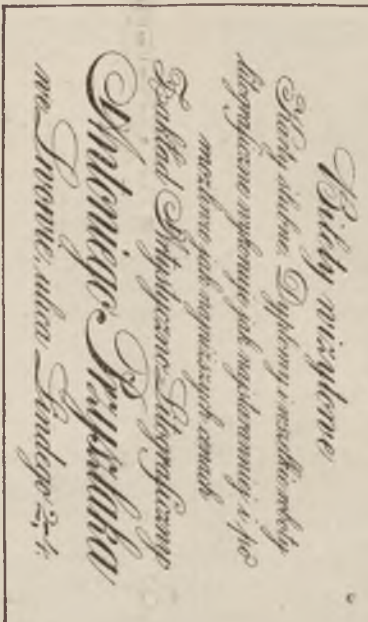 Bilety wizytowe
Karty ślubne, Dyplomy i wszelkie roboty
litograficzne wykonuje jak najstaranniej i po
możliwie jak najniższych cenach
Zakład Artystyczno-Litograficzny
Antoniego Przyszlaka
we Lwowie, ulica Lindego